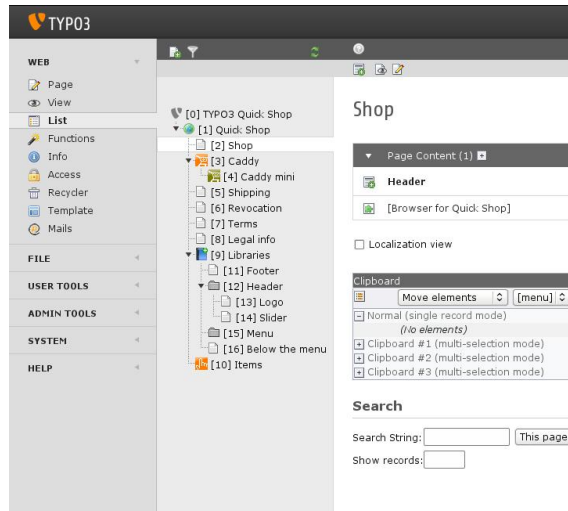 TYPO3
WEB
Page
View
List
Functions
Info
Access
Recycler
Template
Mails
FILE
USER TOOLS
ADMIN TOOLS
SYSTEM
HELP
[0] TYPO3 Quick Shop
[1] Quick Shop
[2] Shop
[3] Caddy
[4] Caddy mini
[5] Shipping
[6] Revocation
[7] Terms
[8] Legal info
[9] Libraries
[11] Footer
[12] Header
[13] Logo
[14] Slider
[15] Menu
[16] Below the menu
[10] Items
Shop
Page Content (1)
Header
[Browser for Quick Shop]
Localization view
Clipboard
Move elements [menu]
Normal (single record mode)
(No elements)
Clipboard #1 (multi-selection mode)
Clipboard #2 (multi-selection mode)
Clipboard #3 (multi-selection mode)
Search
Search String: This page
Show records: